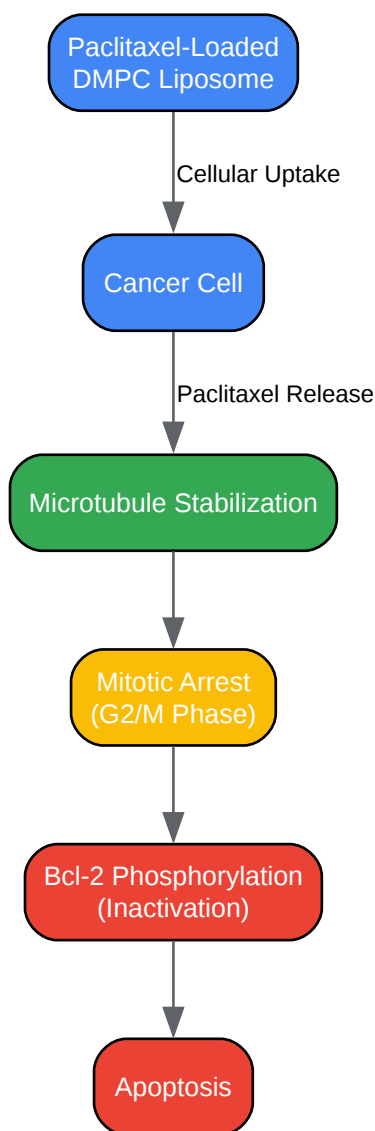 Paclitaxel-Loaded
DMPC Liposome
Cellular Uptake
Cancer Cell
Paclitaxel Release
Microtubule Stabilization
Mitotic Arrest
(G2/M Phase)
Bcl-2 Phosphorylation
(Inactivation)
Apoptosis